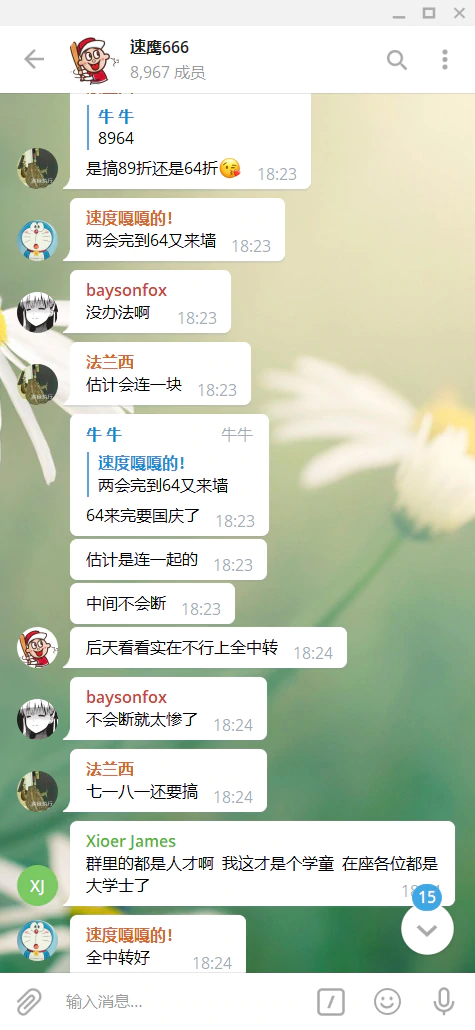 速鹰666
8,967 成员
牛 牛
8964
是搞89折还是64折😘
18:23
速度嘎嘎的！
两会完到64又来墙
18:23
baysonfox
没办法啊
18:23
法兰西
估计会连一块
18:23
牛 牛
牛牛
速度嘎嘎的！
两会完到64又来墙
64来完要国庆了
18:23
估计是连一起的
18:23
中间不会断
18:23
后天看看实在不行上全中转
18:24
baysonfox
不会断就太惨了
18:24
法兰西
七一八一还要搞
18:24
Xioer James
群里的都是人才啊 我这才是个学童 在座各位都是
大学士了
XJ
15
速度嘎嘎的！
全中转好
18:24
输入消息...